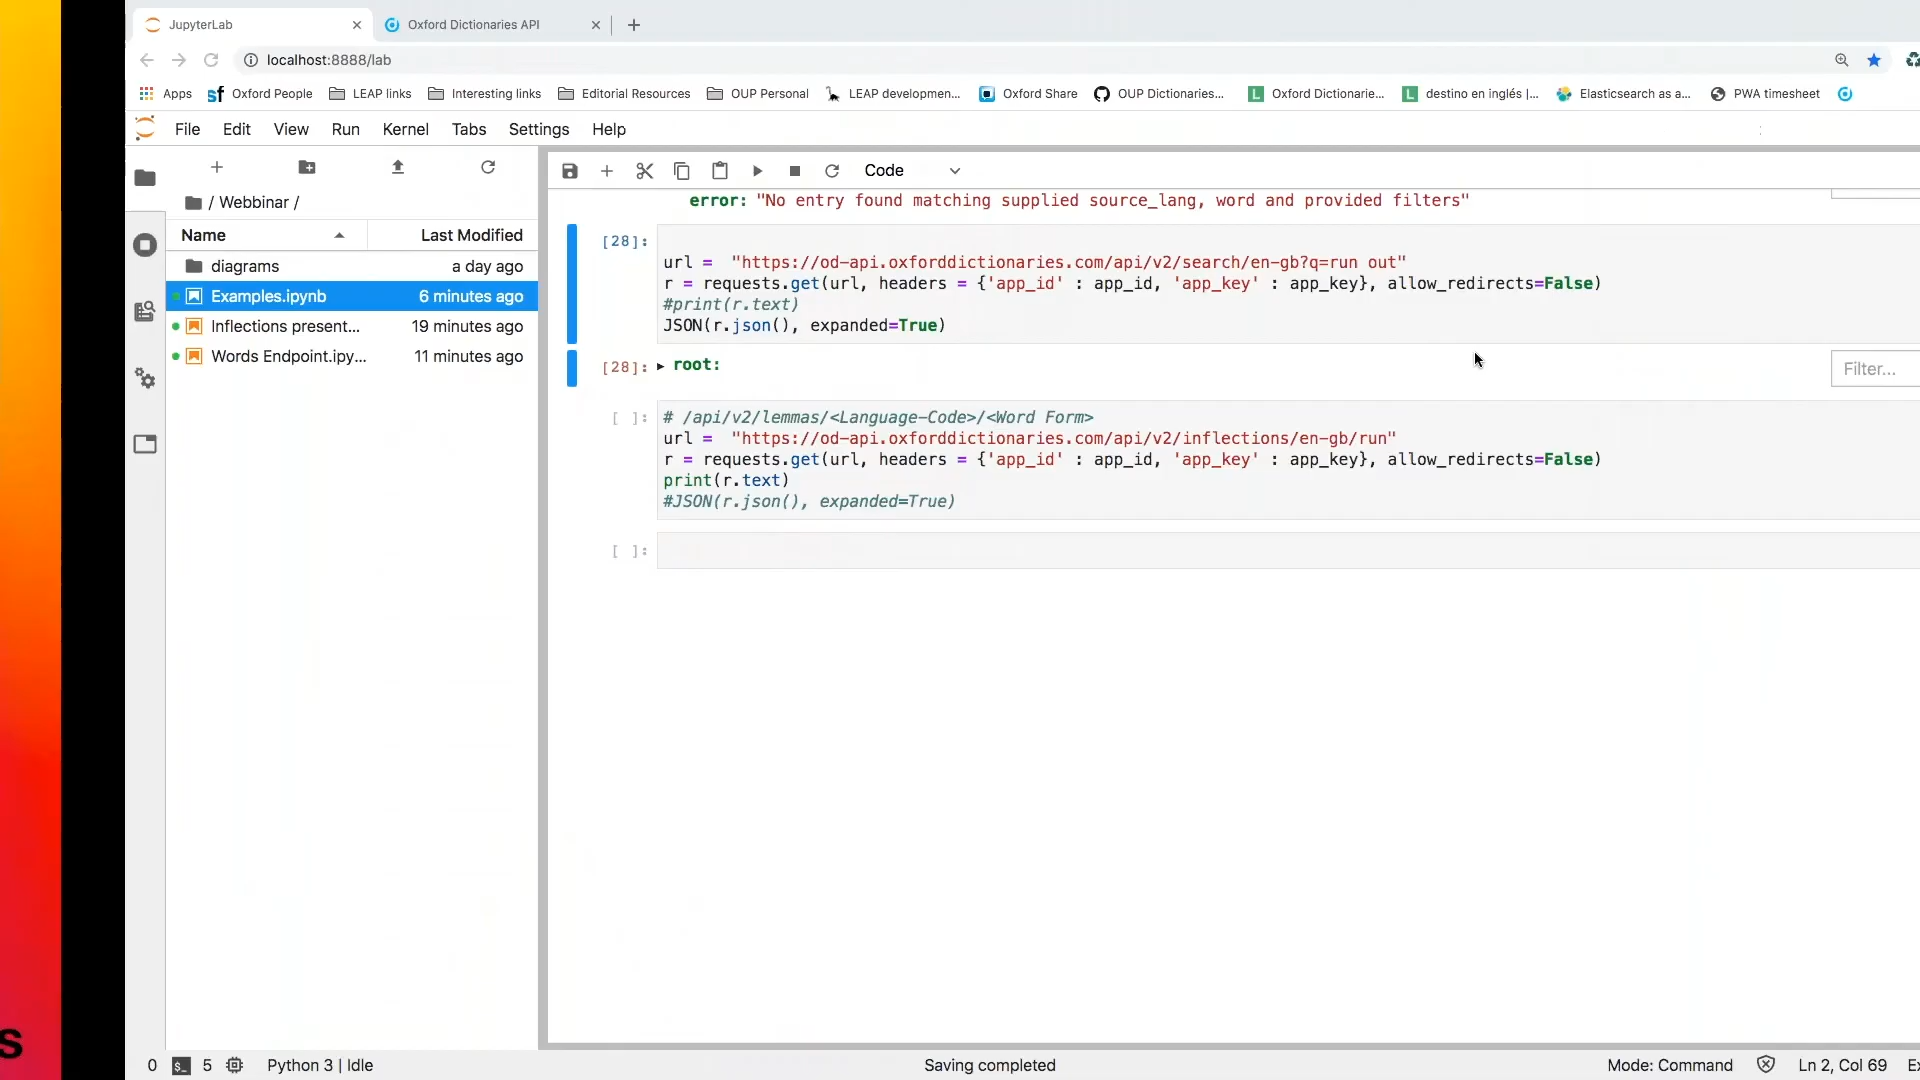 JupyterLab
Oxford Dictionaries API
localhost:8888/lab
Apps
Oxford People
LEAP links
Interesting links
Editorial Resources
OUP Personal
LEAP developmen...
Oxford Share
OUP Dictionaries...
Oxford Dictionarie...
destino en inglés |...
Elasticsearch as a...
PWA timesheet
File Edit View Run Kernel Tabs Settings Help
Code
/ Webbinar /
Name Last Modified
diagrams a day ago
Examples.ipynb 6 minutes ago
Inflections present... 19 minutes ago
Words Endpoint.ipy... 11 minutes ago
error: "No entry found matching supplied source_lang, word and provided filters"
[28]:
url =  "https://od-api.oxforddictionaries.com/api/v2/search/en-gb?q=run out"
r = requests.get(url, headers = {'app_id' : app_id, 'app_key' : app_key}, allow_redirects=False)
#print(r.text)
JSON(r.json(), expanded=True)
[28]: ▸ root:
Filter...
[ ]: # /api/v2/lemmas/<Language-Code>/<Word Form>
url =  "https://od-api.oxforddictionaries.com/api/v2/inflections/en-gb/run"
r = requests.get(url, headers = {'app_id' : app_id, 'app_key' : app_key}, allow_redirects=False)
print(r.text)
#JSON(r.json(), expanded=True)
[ ]:
s
0 $_ 5 Python 3 | Idle Saving completed Mode: Command Ln 2, Col 69 Ex